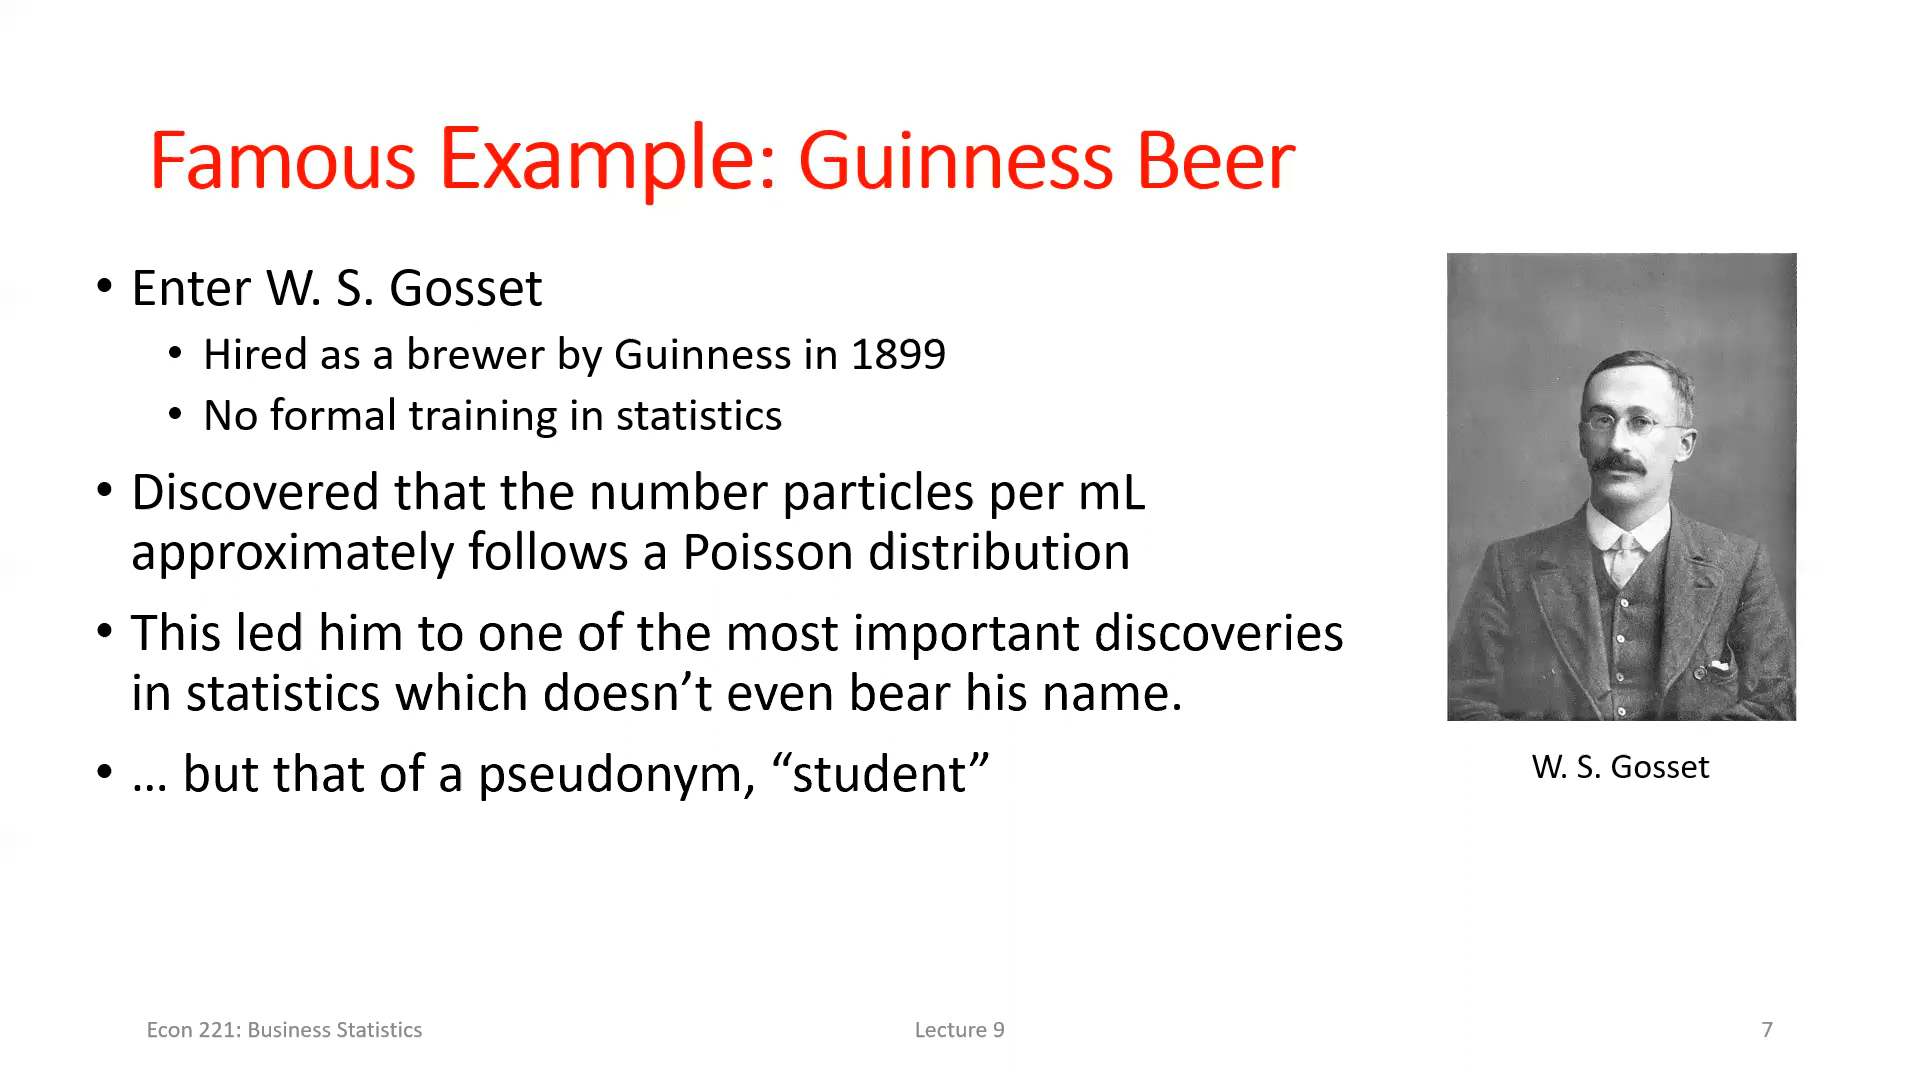 Famous Example: Guinness Beer
• Enter W. S. Gosset
• Hired as a brewer by Guinness in 1899
• No formal training in statistics
• Discovered that the number particles per mL
approximately follows a Poisson distribution
• This led him to one of the most important discoveries
in statistics which doesn’t even bear his name.
• … but that of a pseudonym, “student”
W. S. Gosset
Econ 221: Business Statistics
Lecture 9
7